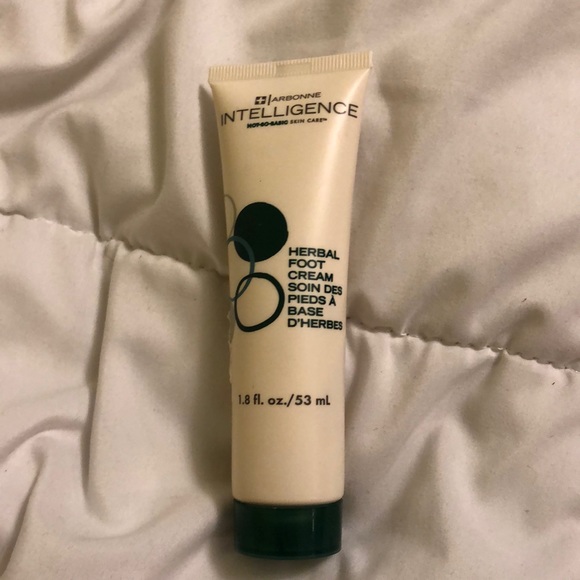 ARBONNE
INTELLIGENCE
NOT-SO-BASIC SKIN CARE™
HERBAL
FOOT
CREAM
SOIN DES
PIEDS À
BASE
D'HERBES
1.8 fl. oz./53 mL